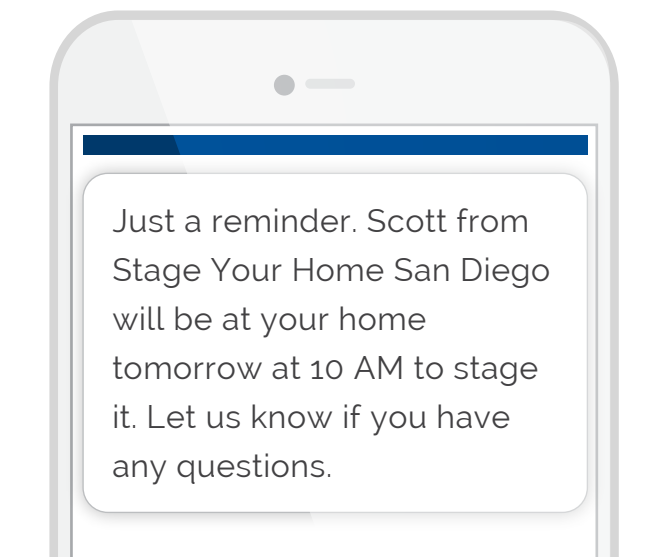 Just a reminder. Scott from
Stage Your Home San Diego
will be at your home
tomorrow at 10 AM to stage
it. Let us know if you have
any questions.